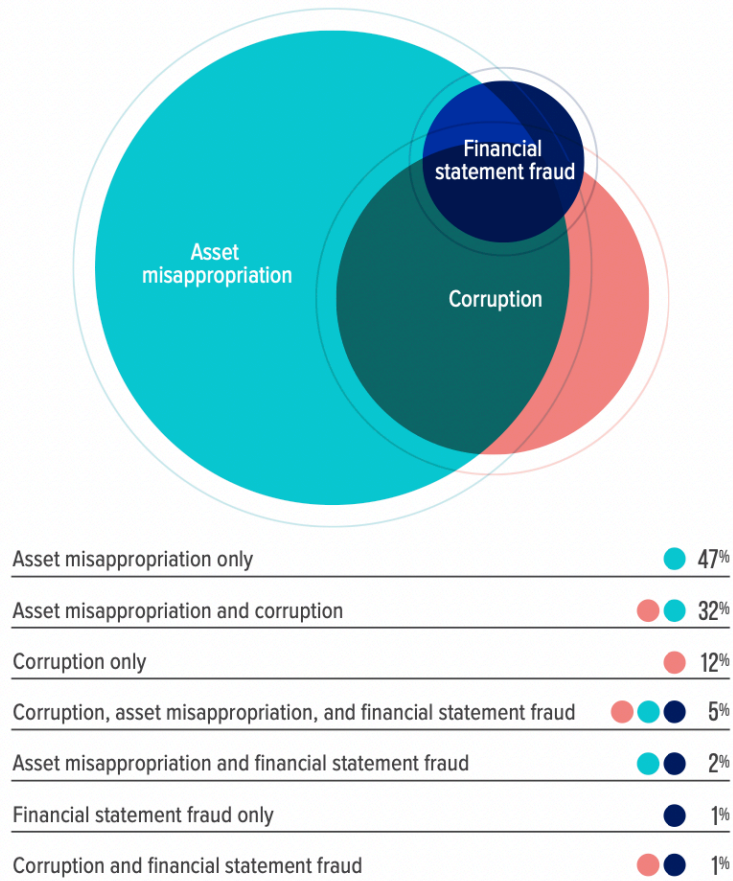 Financial
statement fraud
Asset
misappropriation
Corruption
Asset misappropriation only 47%
Asset misappropriation and corruption 32%
Corruption only 12%
Corruption, asset misappropriation, and financial statement fraud 5%
Asset misappropriation and financial statement fraud 2%
Financial statement fraud only 1%
Corruption and financial statement fraud 1%